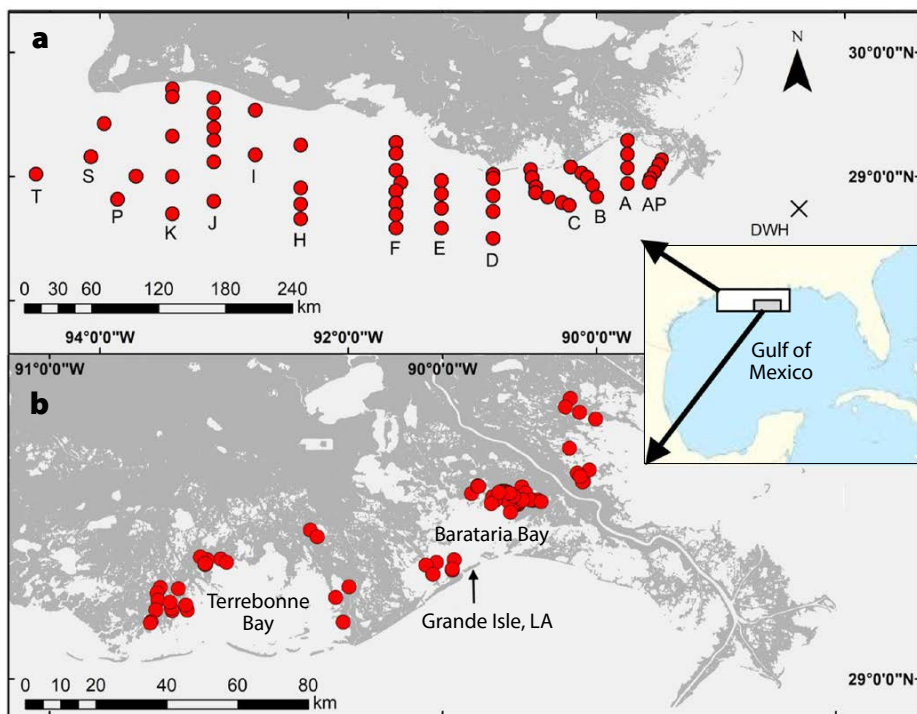 a
N
30°0'0"N
T
S
P
K
J
I
H
F
E
D
C
B
A
AP
29°0'0"N
DWH
0 30 60 120 180 240
km
94°0'0"W
92°0'0"W
90°0'0"W
91°0'0"W
90°0'0"W
Gulf of
Mexico
b
Barataria Bay
Terrebonne
Bay
Grande Isle, LA
29°0'0"N
0 10 20 40 60 80
km